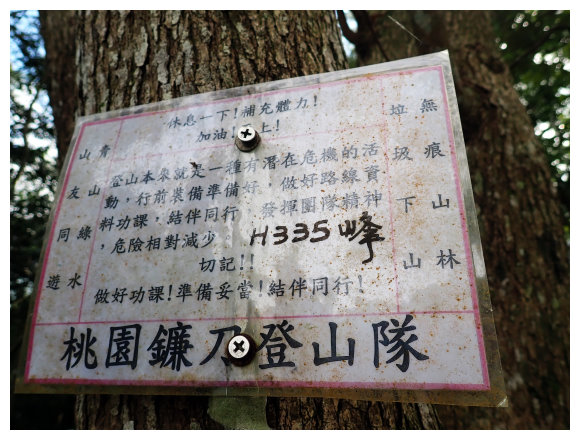 休息一下!補充體力!
加油! 上!
青山綠水
山友同遊
登山本來就是一種有潛在危機的活
動,行前裝備準備好,做好路線資
料功課,結伴同行 發揮團隊精神
,危險相對減少。
H335峰
切記!!
做好功課!準備妥當!結伴同行!
無痕山林
垃圾下山
桃園鐮刀登山隊